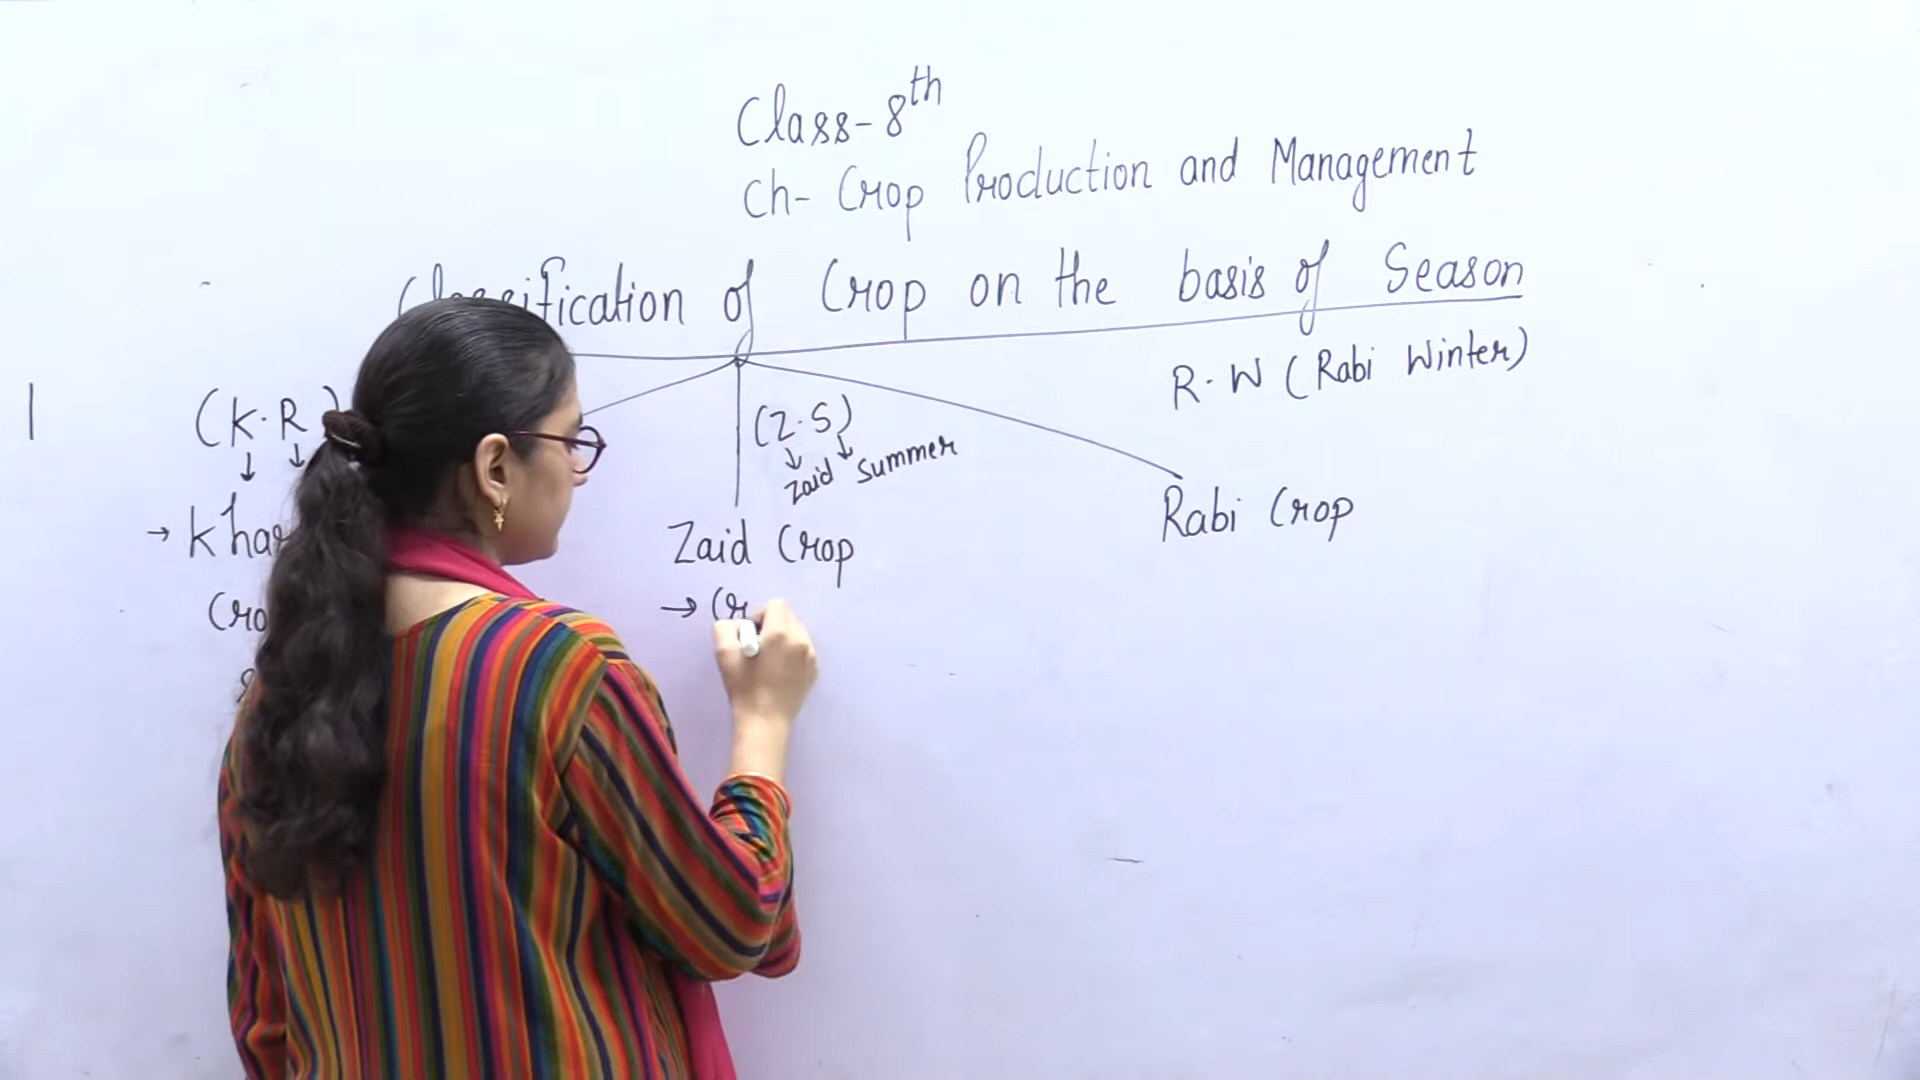 Class-8th
Ch- Crop Production and Management
Classification of Crop on the basis of Season
R.W (Rabi Winter)
(K.R)
(Z.S)
Zaid Summer
Zaid Crop
Rabi Crop